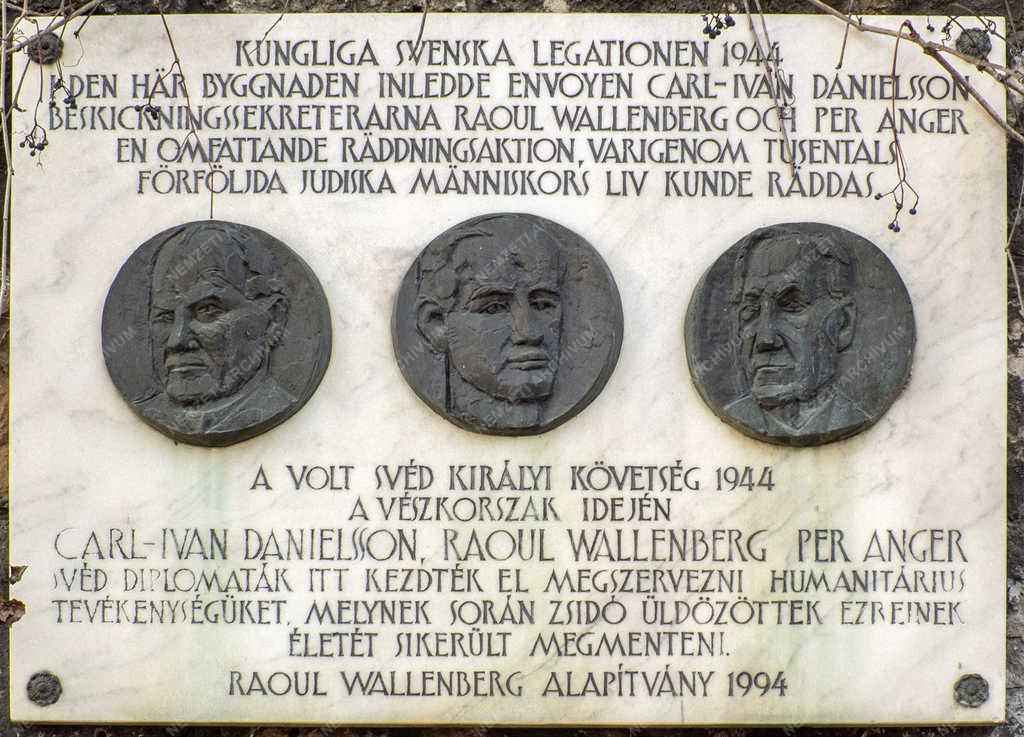 KUNGLIGA SVENSKA LEGATIONEN 1944
I DEN HÄR BYGGNADEN INLEDDE ENVOYEN CARL-IVAN DANIELSSON
BESKICKNINGSSEKRETERARNA RAOUL WALLENBERG OCH PER ANGER
EN OMFATTANDE RÄDDNINGSAKTION, VARIGENOM TUSENTALS
FÖRFÖLJDA JUDISKA MÄNNISKORS LIV KUNDE RÄDDAS.
A VOLT SVÉD KIRÁLYI KÖVETSÉG 1944
A VÉSZKORSZAK IDEJÉN
CARL-IVAN DANIELSSON, RAOUL WALLENBERG PER ANGER
SVÉD DIPLOMATÁK ITT KEZDTÉK EL MEGSZERVEZNI HUMANITÁRIUS
TEVÉKENYSÉGÜKET, MELYNEK SORÁN ZSIDÓ ÜLDÖZÖTTEK EZREINEK
ÉLETÉT SIKERÜLT MEGMENTENI.
RAOUL WALLENBERG ALAPÍTVÁNY 1994